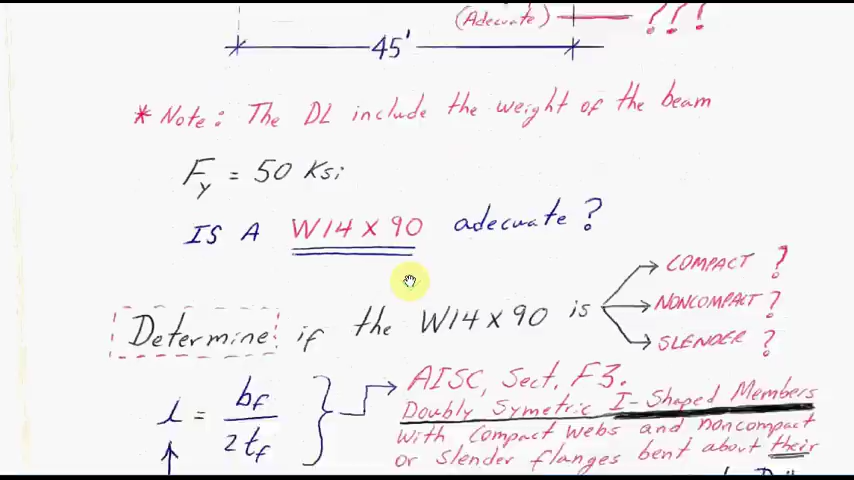 (Adequate) ???
45'
* Note: The DL include the weight of the beam
Fy = 50 Ksi
IS A W14 X 90 adequate?
COMPACT ?
Determine if the W14 X 90 is NONCOMPACT ?
SLENDER ?
AISC, Sect. F3.
λ = bf / 2tf
Doubly Symetric I-Shaped Members
With Compact Webs and noncompact
or Slender flanges bent about their